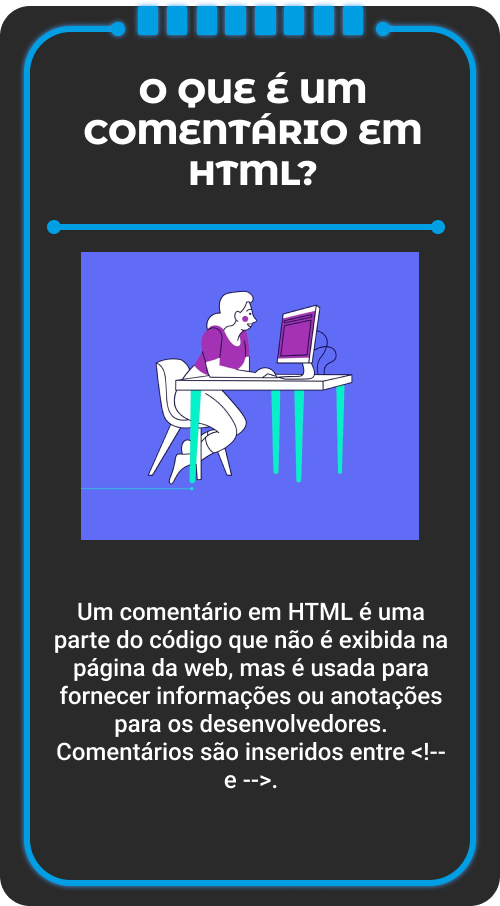 O QUE É UM
COMENTÁRIO EM
HTML?
Um comentário em HTML é uma
parte do código que não é exibida na
página da web, mas é usada para
fornecer informações ou anotações
para os desenvolvedores.
Comentários são inseridos entre <!--
e -->.